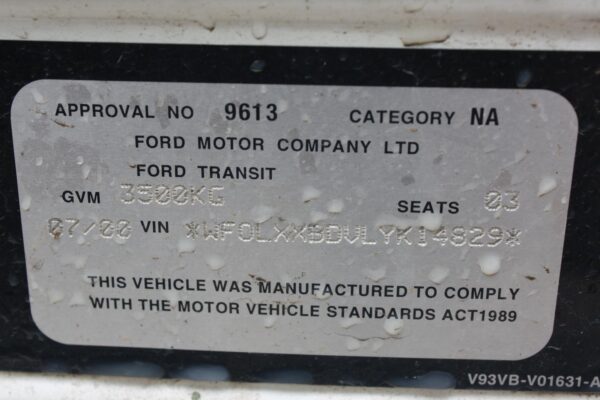 APPROVAL NO 9613 CATEGORY NA
FORD MOTOR COMPANY LTD
FORD TRANSIT
GVM 3500KG SEATS 03
07/00 VIN *WF0LXXBDVLYK14829*
THIS VEHICLE WAS MANUFACTURED TO COMPLY
WITH THE MOTOR VEHICLE STANDARDS ACT1989
V93VB-V01631-A